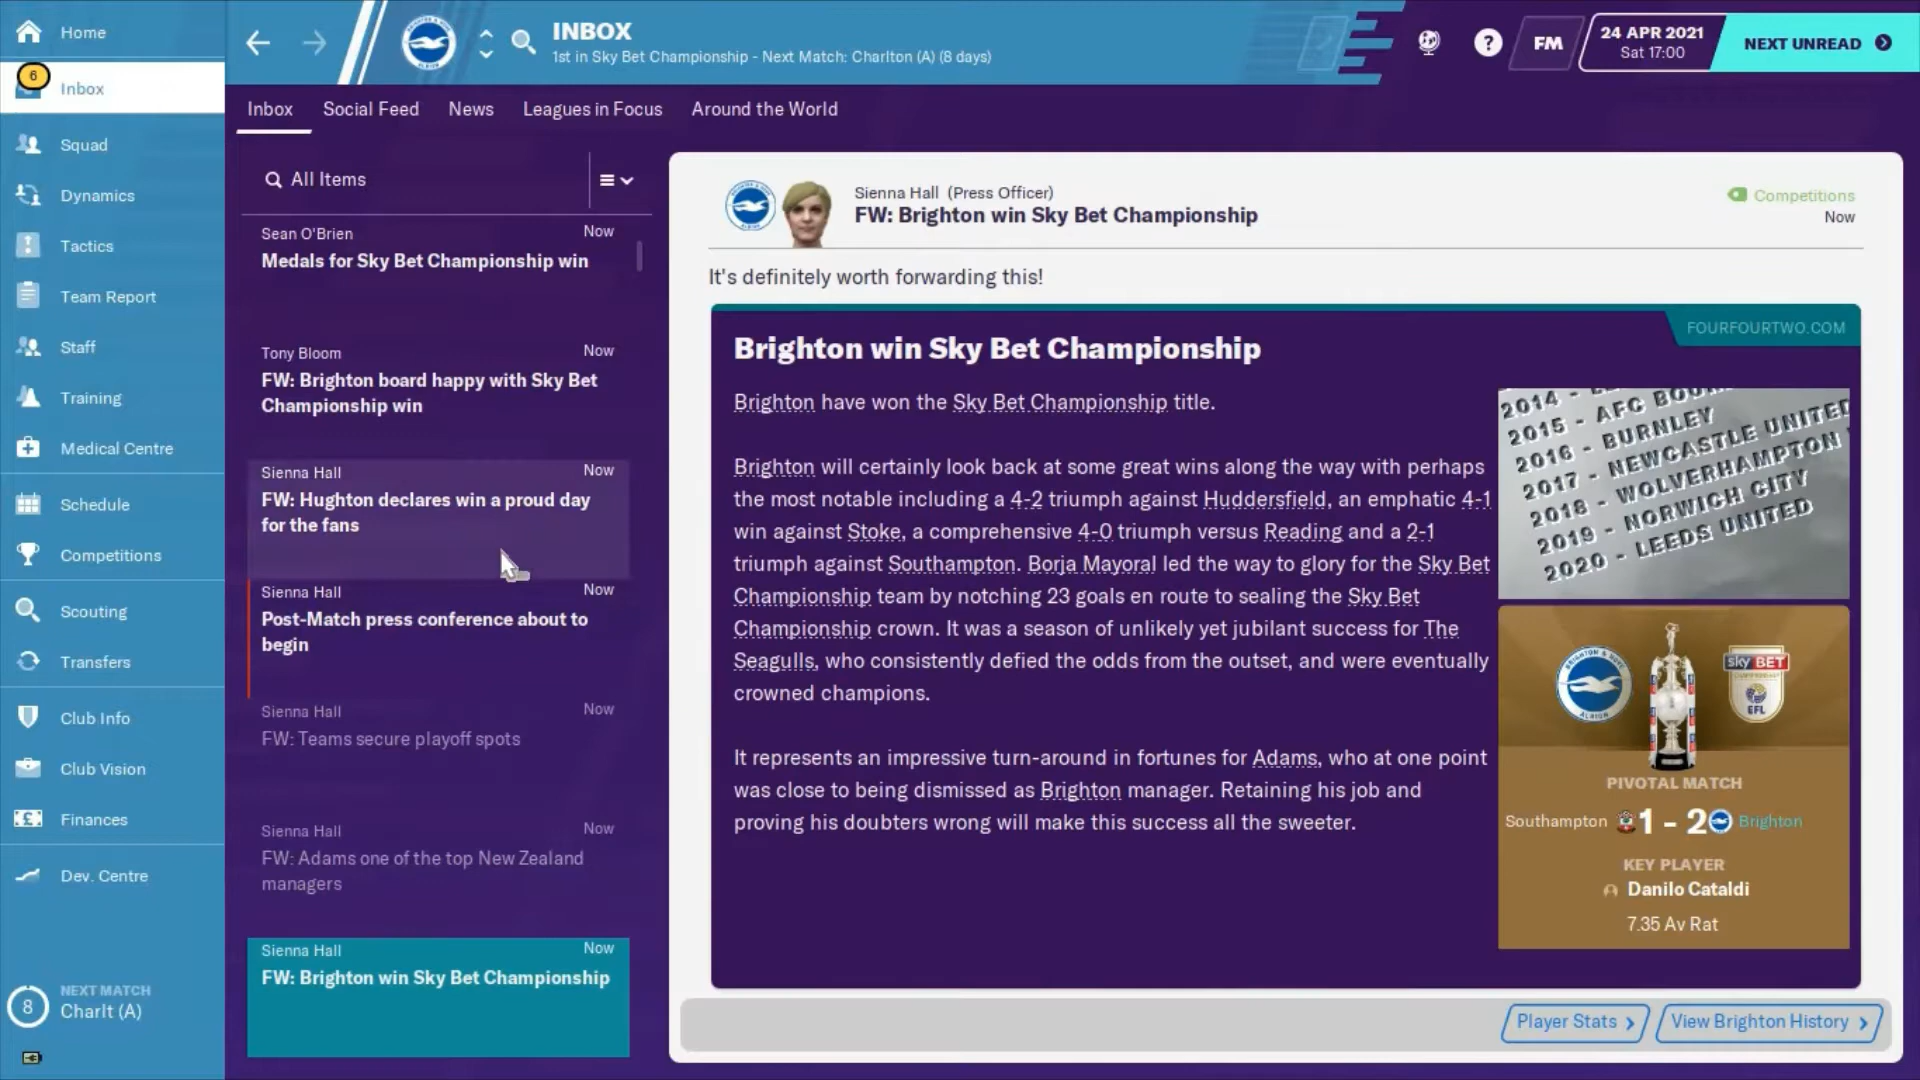 Home
6
Inbox
Squad
Dynamics
Tactics
Team Report
Staff
Training
Medical Centre
Schedule
Competitions
Scouting
Transfers
Club Info
Club Vision
Finances
Dev. Centre
8
NEXT MATCH
Charlt (A)
INBOX
1st in Sky Bet Championship - Next Match: Charlton (A) (8 days)
?
FM
24 APR 2021
Sat 17:00
NEXT UNREAD
Inbox Social Feed News Leagues in Focus Around the World
All Items
Sean O'Brien Now
Medals for Sky Bet Championship win
Tony Bloom Now
FW: Brighton board happy with Sky Bet
Championship win
Sienna Hall Now
FW: Hughton declares win a proud day
for the fans
Sienna Hall Now
Post-Match press conference about to
begin
Sienna Hall Now
FW: Teams secure playoff spots
Sienna Hall Now
FW: Adams one of the top New Zealand
managers
Sienna Hall Now
FW: Brighton win Sky Bet Championship
Sienna Hall (Press Officer)
FW: Brighton win Sky Bet Championship
Competitions
Now
It's definitely worth forwarding this!
FOURFOURTWO.COM
Brighton win Sky Bet Championship
Brighton have won the Sky Bet Championship title.
Brighton will certainly look back at some great wins along the way with perhaps
the most notable including a 4-2 triumph against Huddersfield, an emphatic 4-1
win against Stoke, a comprehensive 4-0 triumph versus Reading and a 2-1
triumph against Southampton. Borja Mayoral led the way to glory for the Sky Bet
Championship team by notching 23 goals en route to sealing the Sky Bet
Championship crown. It was a season of unlikely yet jubilant success for The
Seagulls, who consistently defied the odds from the outset, and were eventually
crowned champions.
It represents an impressive turn-around in fortunes for Adams, who at one point
was close to being dismissed as Brighton manager. Retaining his job and
proving his doubters wrong will make this success all the sweeter.
2014 -
2015 - AFC
2016 - BURNLEY
2017 - NEWCASTLE UNITED
2018 - WOLVERHAMPTON
2019 - NORWICH CITY
2020 - LEEDS UNITED
sky BET
EFL
PIVOTAL MATCH
Southampton 1 - 2 Brighton
KEY PLAYER
Danilo Cataldi
7.35 Av Rat
Player Stats
View Brighton History